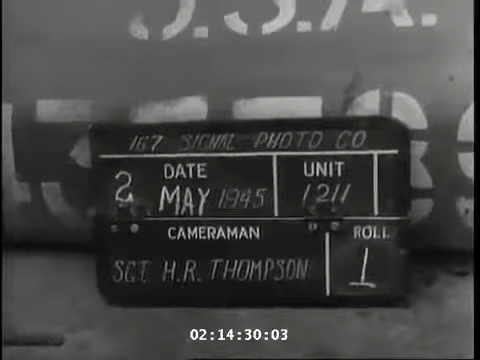 U.S.A.
167 SIGNAL PHOTO CO
DATE
UNIT
2 MAY 1945
1211
CAMERAMAN
ROLL
SGT H.R. THOMPSON
1
02:14:30:03